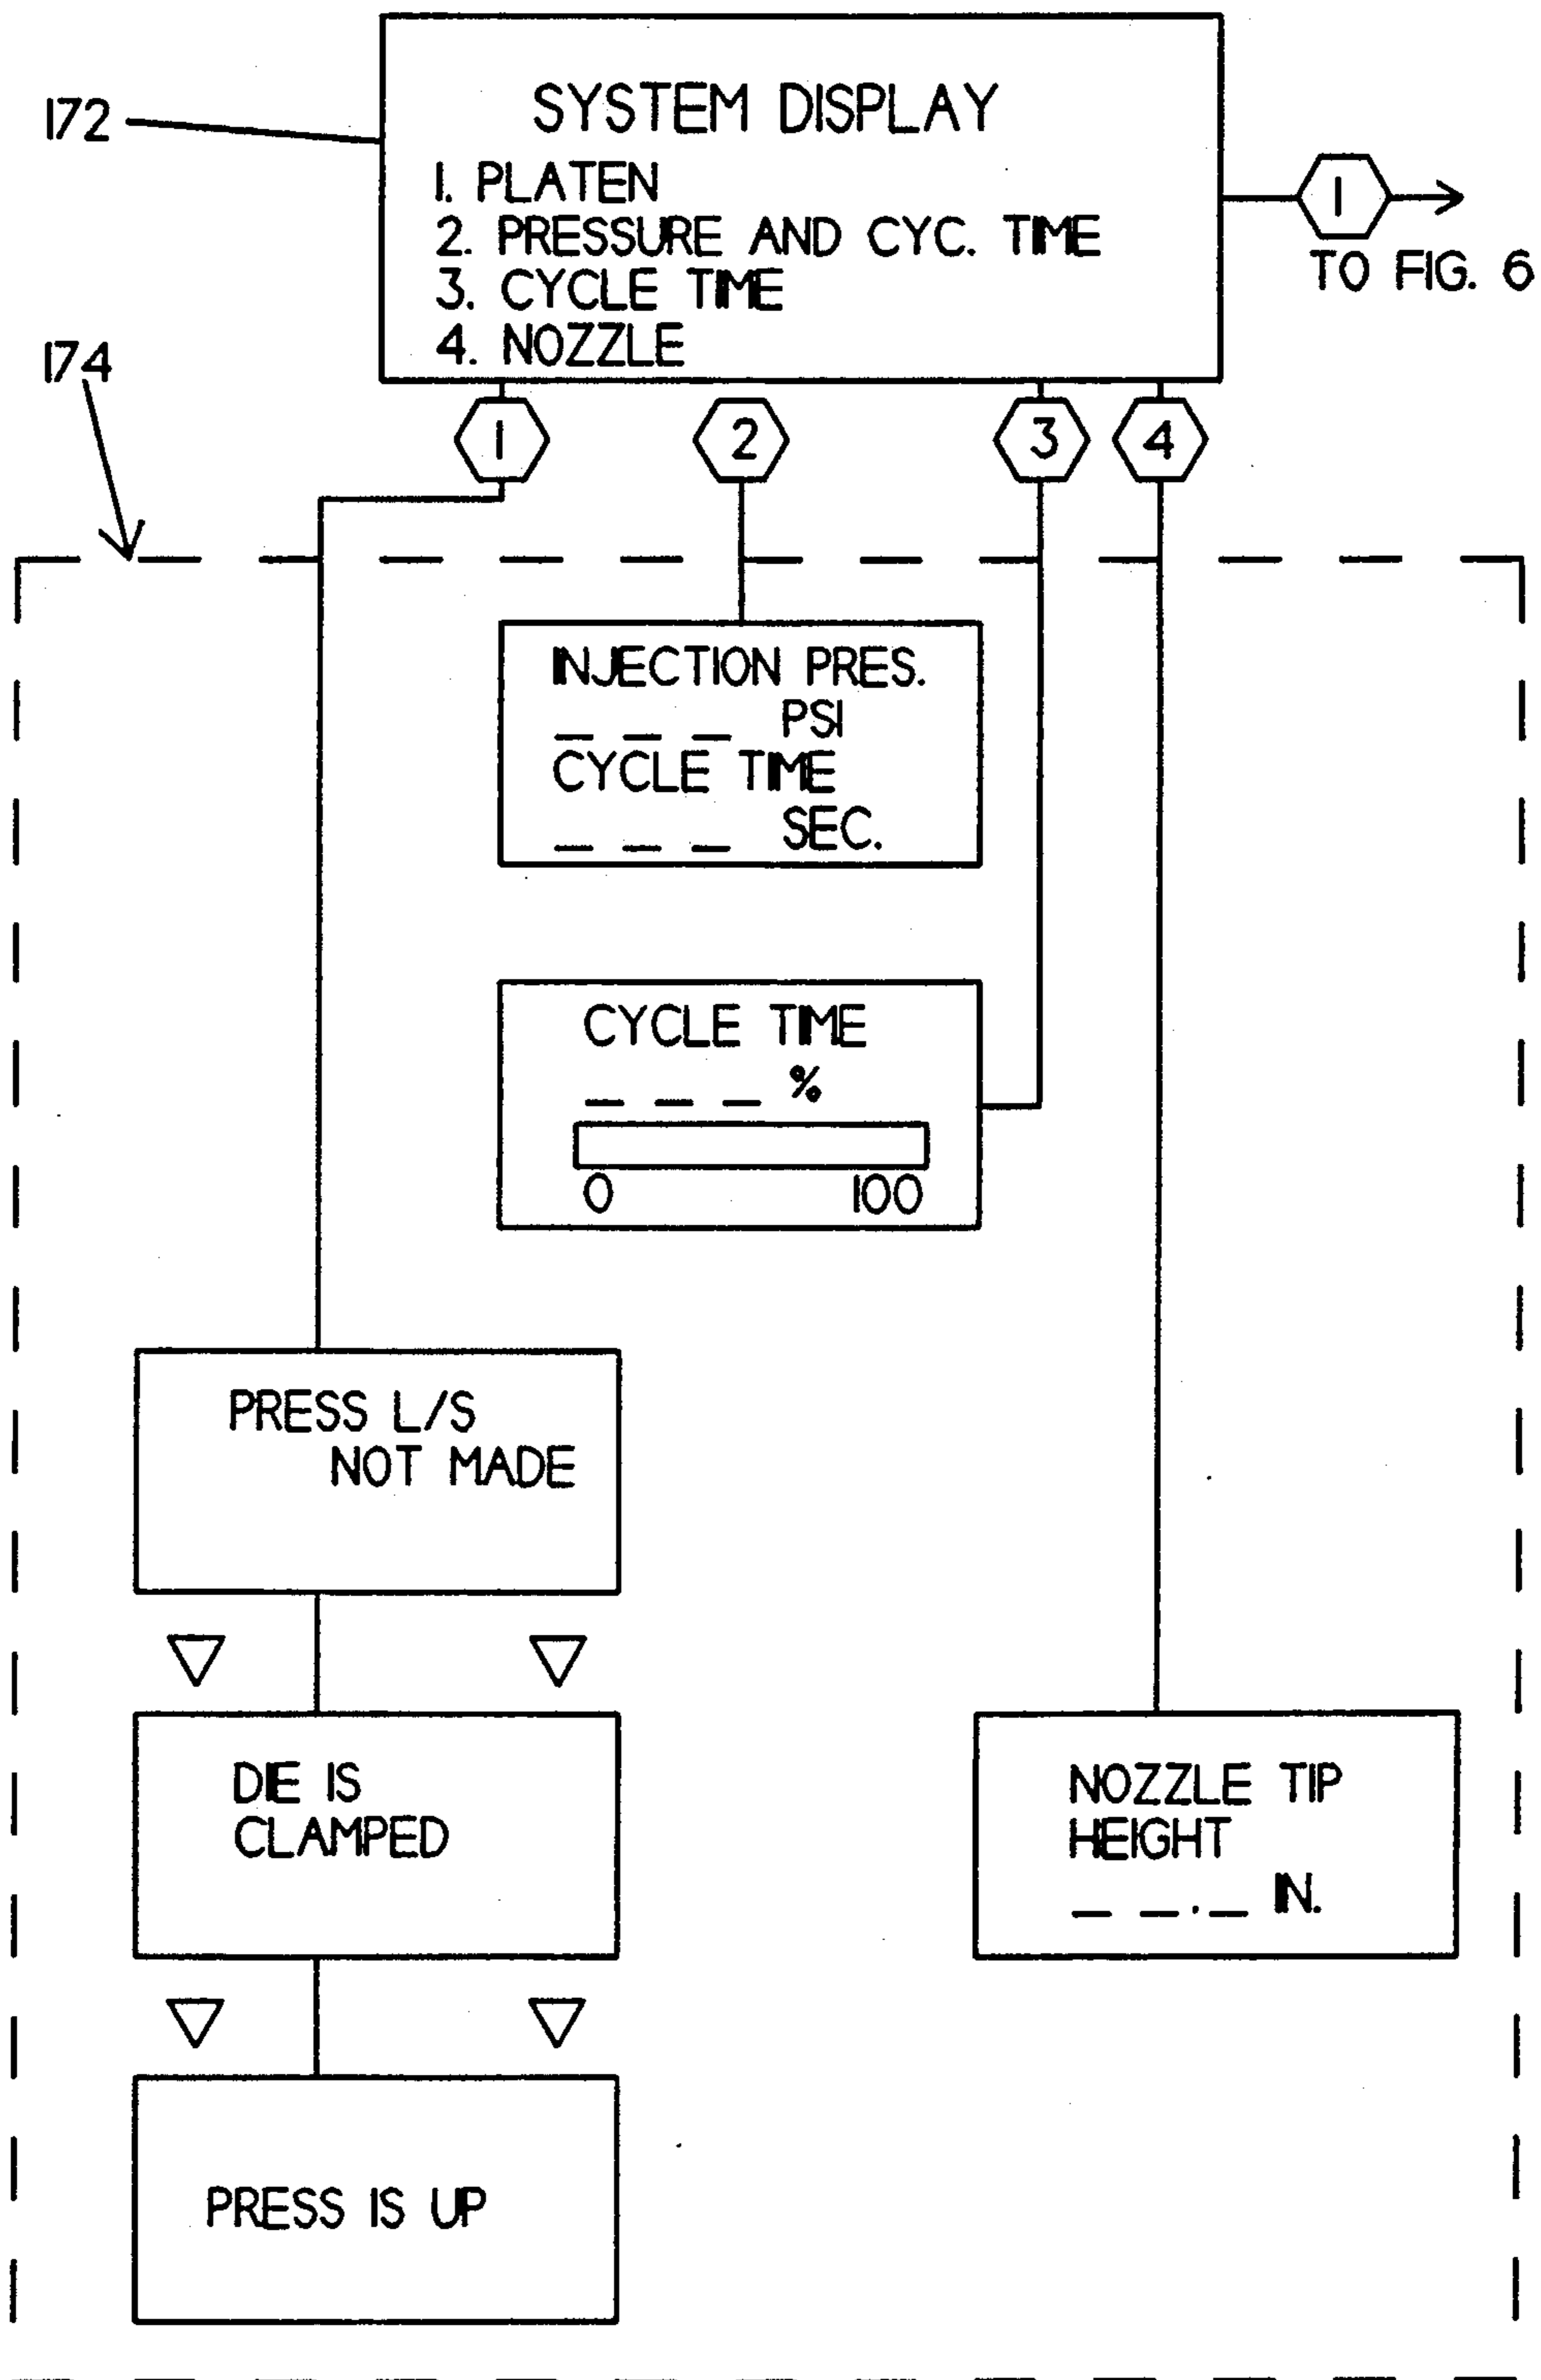 172
SYSTEM DISPLAY
1. PLATEN
2. PRESSURE AND CYC. TIME
3. CYCLE TIME
4. NOZZLE
1
TO FIG. 6
174
1 2 3 4
INJECTION PRES.
_ _ _ PSI
CYCLE TIME
_ _ _ SEC.
CYCLE TIME
_ _ _ %
0 100
PRESS L/S
NOT MADE
DIE IS
CLAMPED
NOZZLE TIP
HEIGHT
_ _._ IN.
PRESS IS UP